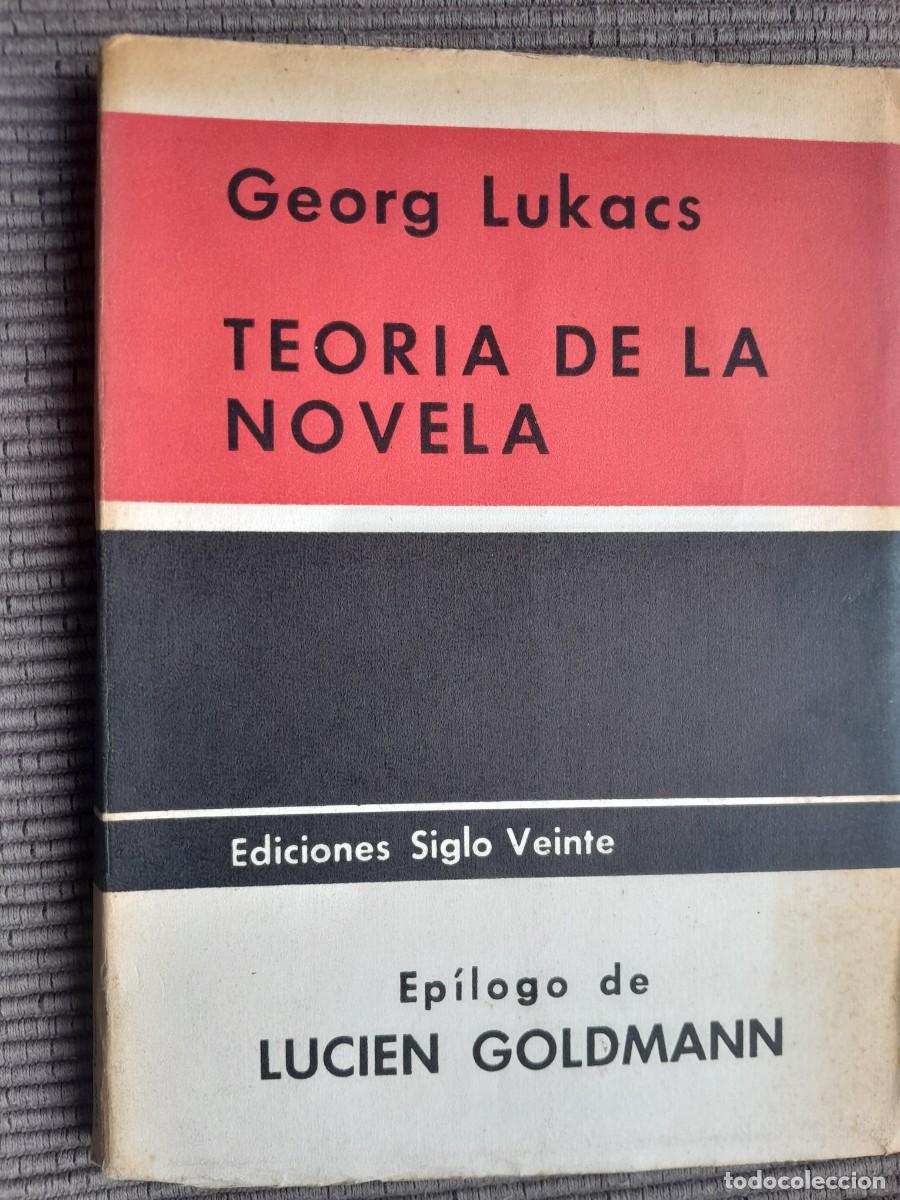 Georg Lukacs
TEORIA DE LA
NOVELA
Ediciones Siglo Veinte
Epílogo de
LUCIEN GOLDMANN
todocoleccion